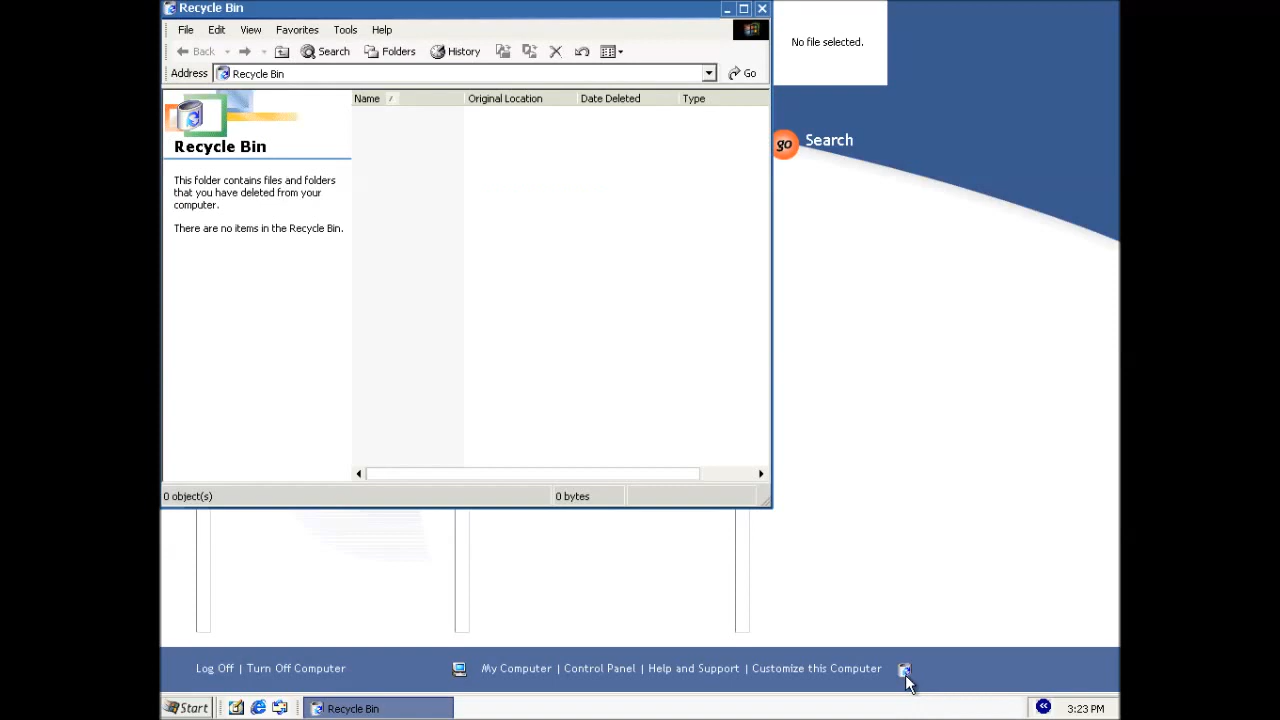 Recycle Bin
File Edit View Favorites Tools Help
Back Search Folders History
Address Recycle Bin Go
Name Original Location Date Deleted Type
Recycle Bin
This folder contains files and folders
that you have deleted from your
computer.
There are no items in the Recycle Bin.
0 object(s) 0 bytes
No file selected.
go Search
Log Off | Turn Off Computer My Computer | Control Panel | Help and Support | Customize this Computer
Start Recycle Bin 3:23 PM